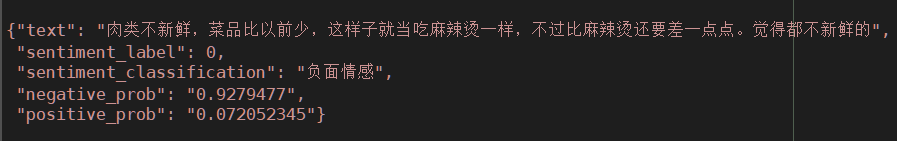 {"text": "肉类不新鲜，菜品比以前少，这样子就当吃麻辣烫一样，不过比麻辣烫还要差一点点。觉得都不新鲜的",
"sentiment_label": 0,
"sentiment_classification": "负面情感",
"negative_prob": "0.9279477",
"positive_prob": "0.072052345"}